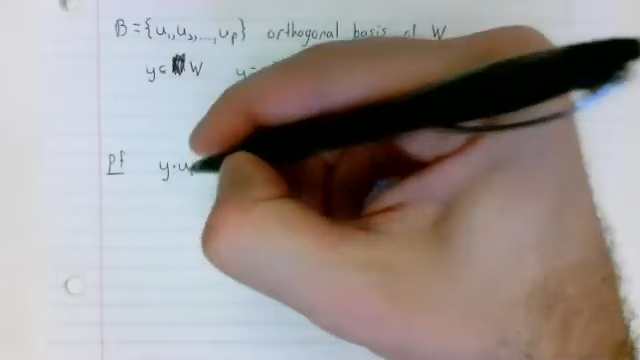 B = {u₁, u₂, ..., uₚ} orthogonal basis of W
y ∈ W y =
pf y · u